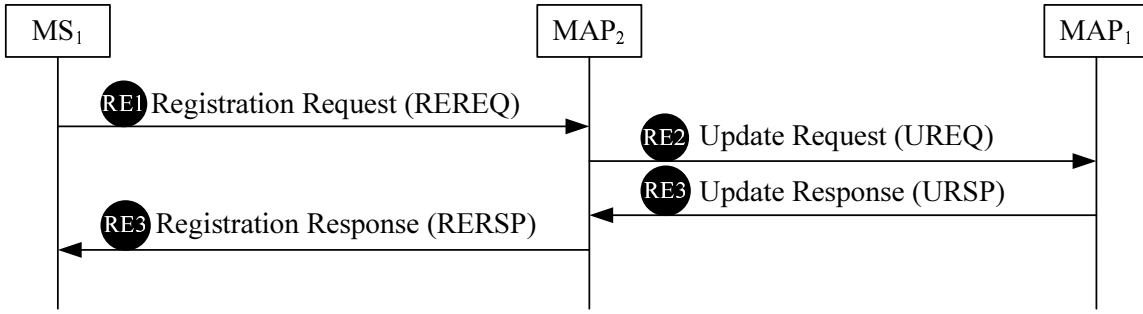 MS₁ MAP₂ MAP₁
RE1 Registration Request (REREQ)
RE2 Update Request (UREQ)
RE3 Update Response (URSP)
RE3 Registration Response (RERSP)